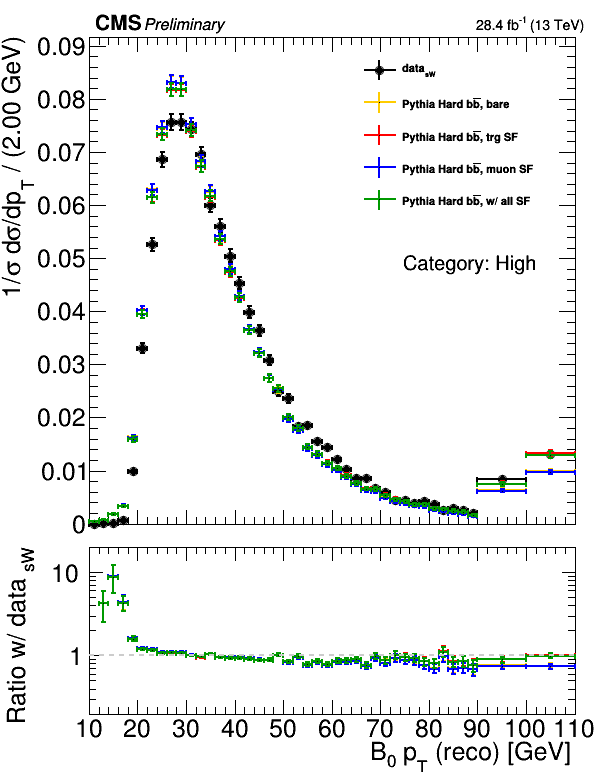 CMS Preliminary 28.4 fb⁻¹ (13 TeV)
1/σ dσ/dp_T / (2.00 GeV)
0.09
0.08
0.07
0.06
0.05
0.04
0.03
0.02
0.01
0
data_sW
Pythia Hard bb̅, bare
Pythia Hard bb̅, trg SF
Pythia Hard bb̅, muon SF
Pythia Hard bb̅, w/ all SF
Category: High
Ratio w/ data_sW
10
1
10 20 30 40 50 60 70 80 90 100 110
B₀ p_T (reco) [GeV]